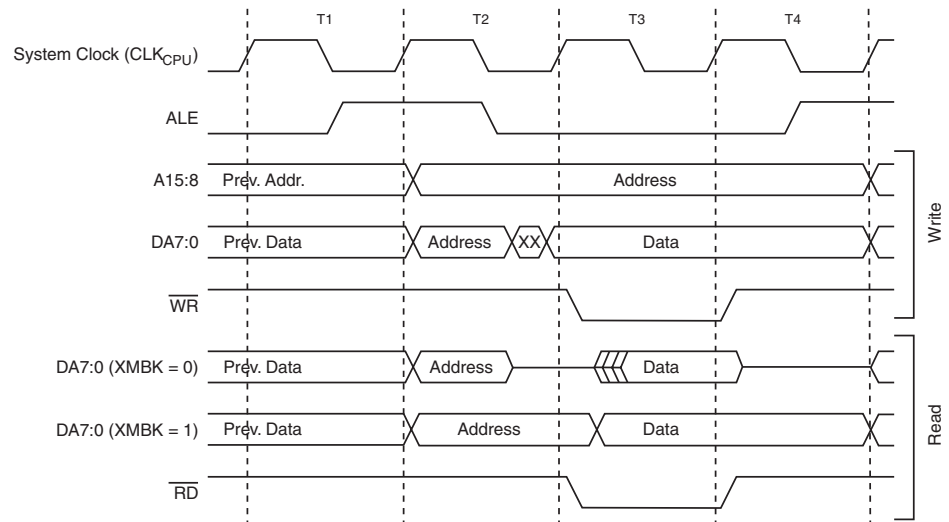 T1 T2 T3 T4
System Clock (CLKCPU)
ALE
A15:8 Prev. Addr. Address
DA7:0 Prev. Data Address XX Data
WR
Write
DA7:0 (XMBK = 0) Prev. Data Address Data
DA7:0 (XMBK = 1) Prev. Data Address Data
RD
Read